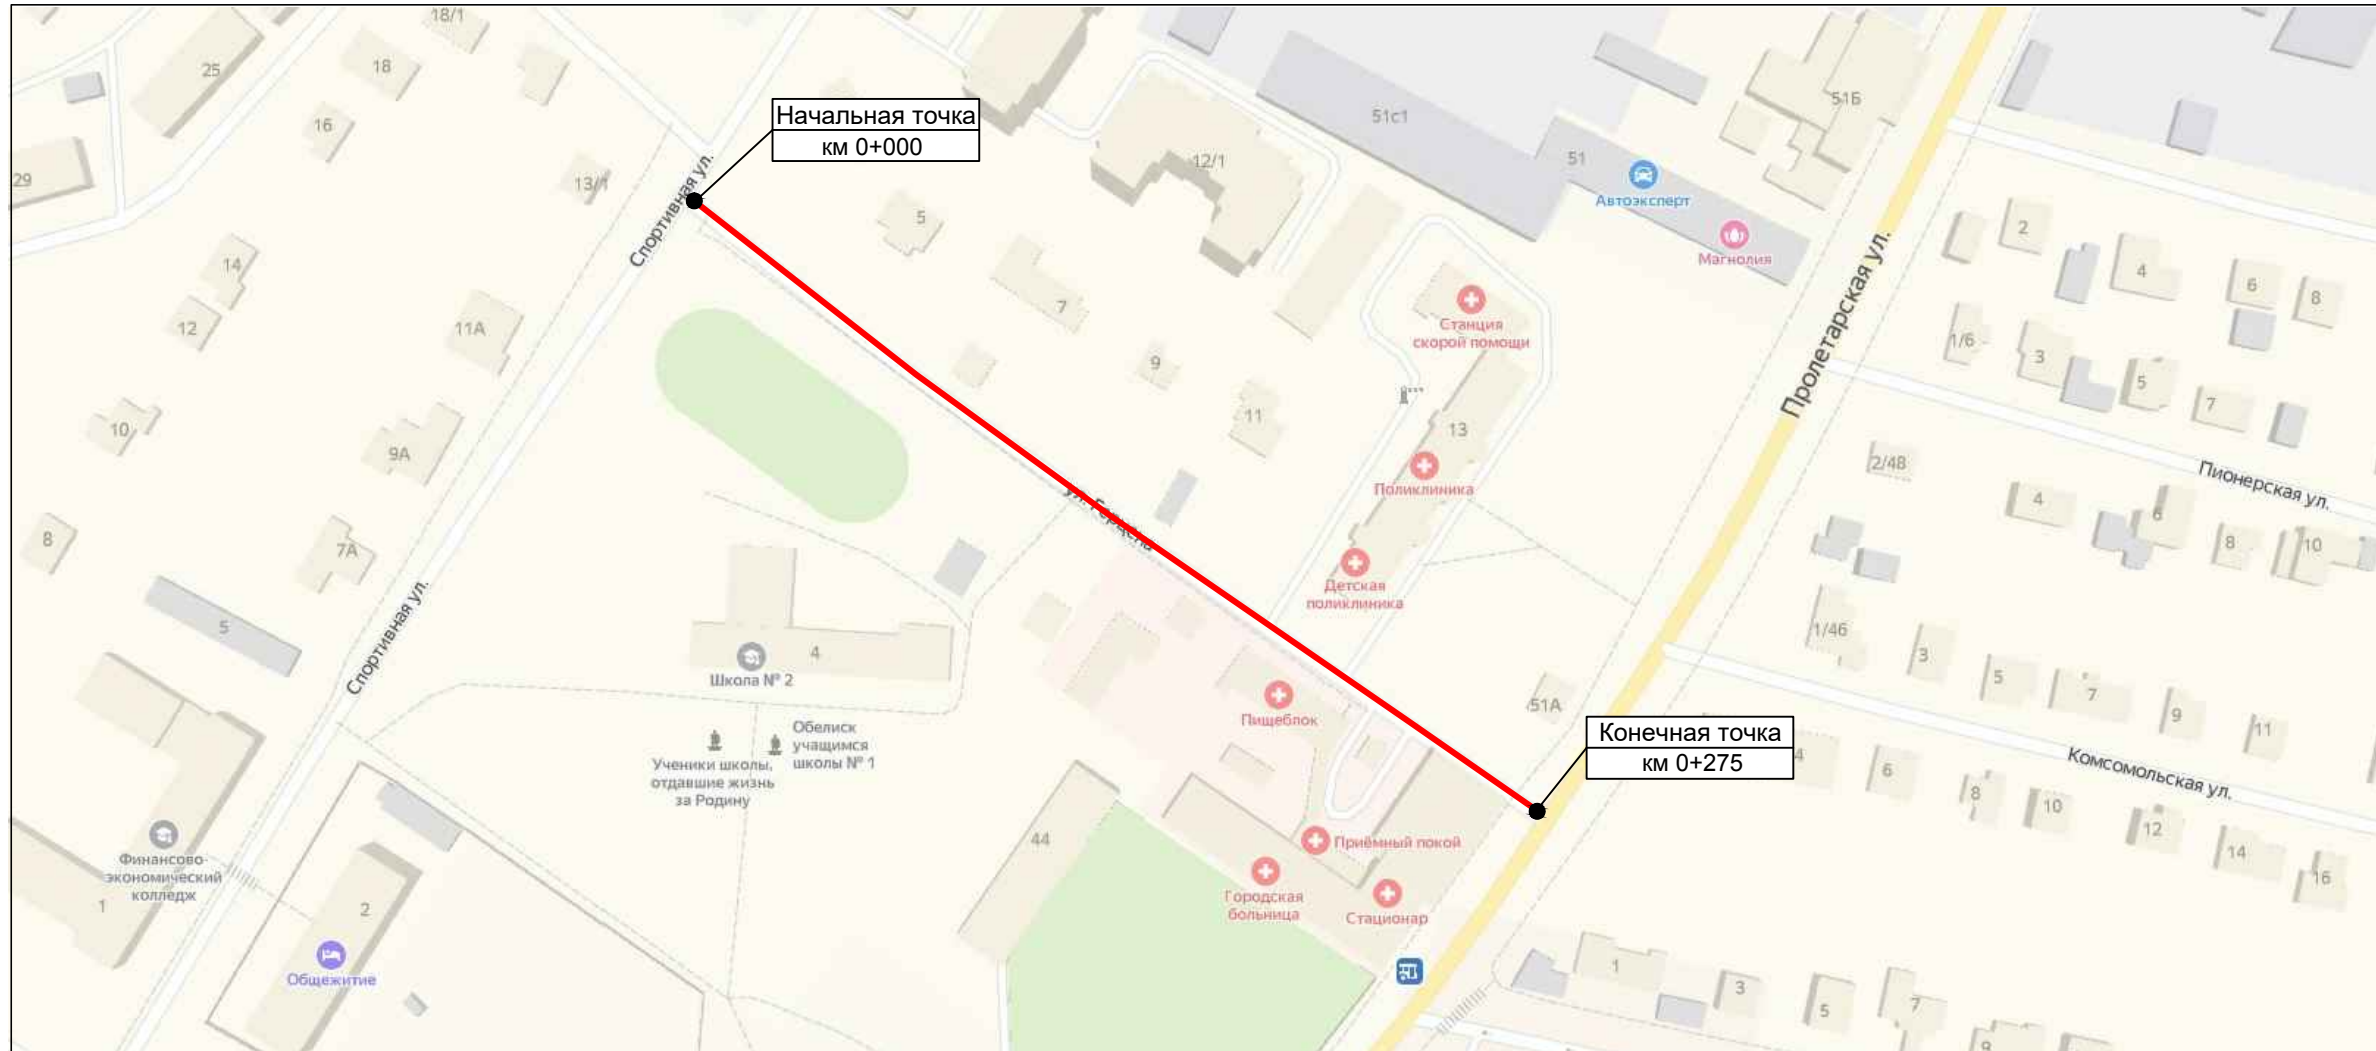 18/1
25
18
16
29
13/1
Начальная точка
км 0+000
Спортивная ул.
5
12/1
51с1
51
51Б
Автоэксперт
Магнолия
Пролетарская ул.
2
4
6
8
14
12
11А
7
Станция
скорой помощи
1/6
3
5
7
9
11
13
10
9А
Поликлиника
2/48
Пионерская ул.
4
6
8
10
ул. Герцена
8
7А
Детская
поликлиника
5
Спортивная ул.
4
Школа № 2
1/46
3
5
7
9
11
Пищеблок
51А
Конечная точка
км 0+275
Обелиск
учащимся
школы № 1
Ученики школы,
отдавшие жизнь
за Родину
4
6
8
10
12
14
16
Комсомольская ул.
44
Приёмный покой
Городская
больница
Стационар
Финансово-
экономический
колледж
1
2
Общежитие
1
3
5
7
9